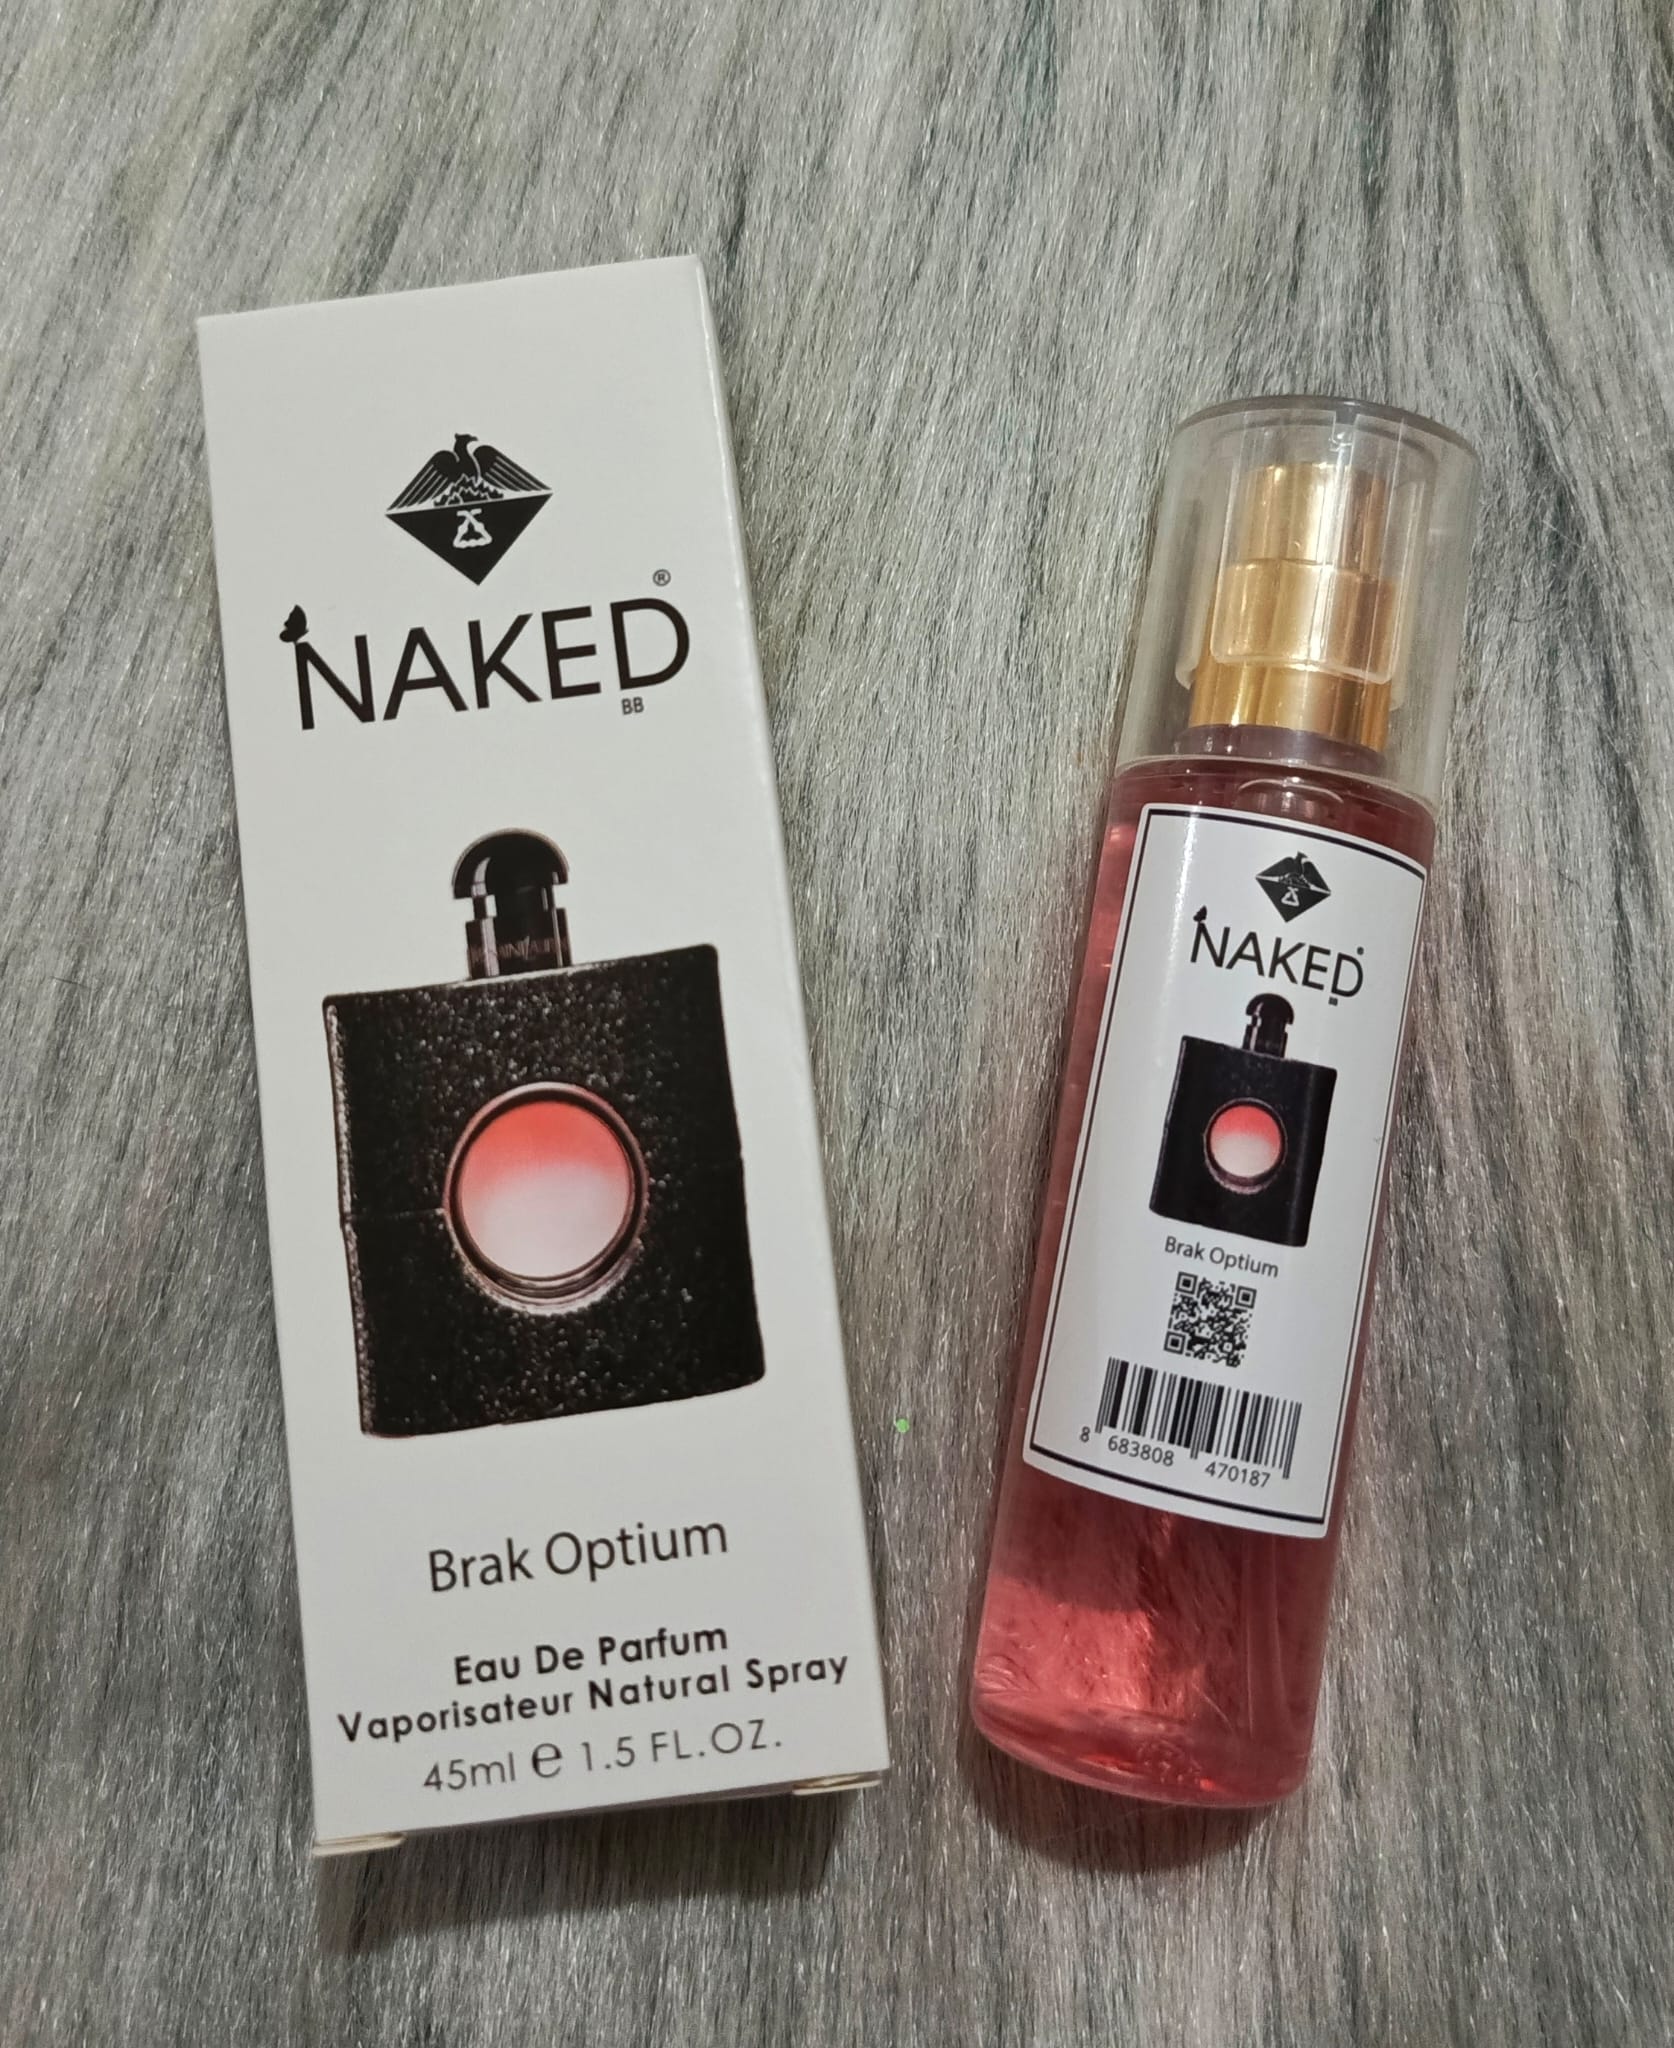 NAKED®
BB
Brak Optium
Eau De Parfum
Vaporisateur Natural Spray
45ml e 1.5 FL.OZ.
NAKED
BB
Brak Optium
8 683808 470187